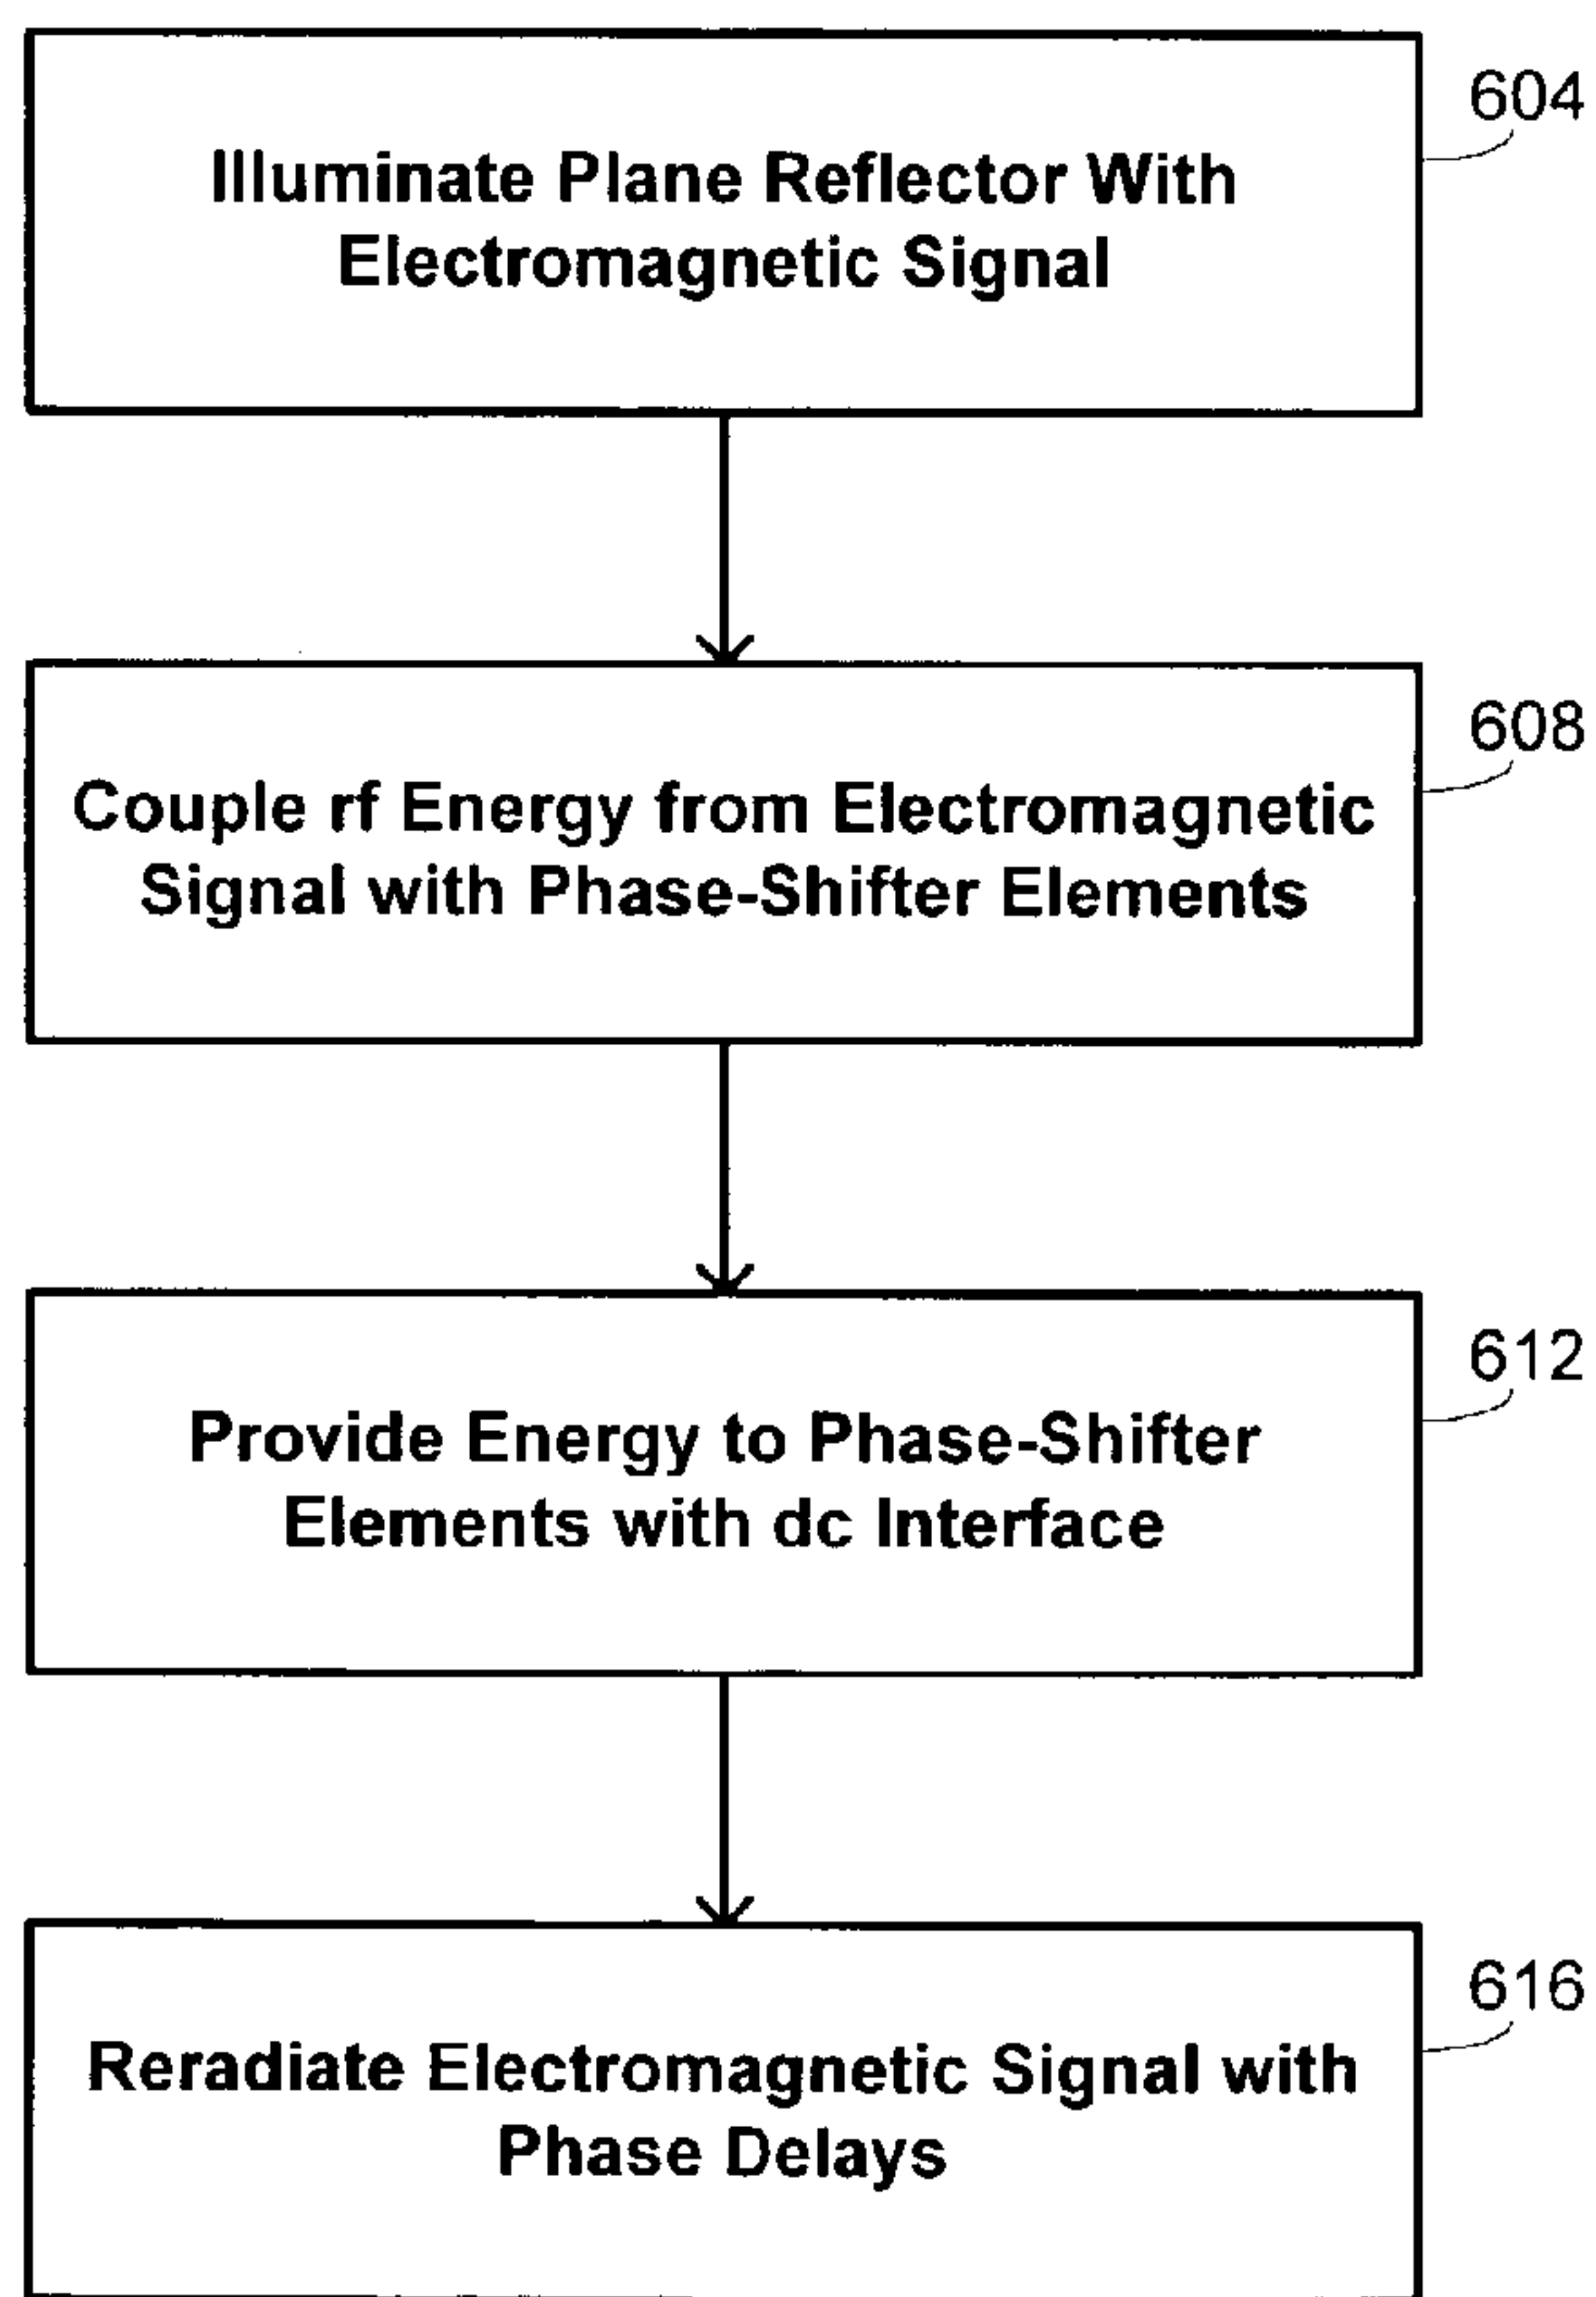 604
Illuminate Plane Reflector With
Electromagnetic Signal
608
Couple rf Energy from Electromagnetic
Signal with Phase-Shifter Elements
612
Provide Energy to Phase-Shifter
Elements with dc Interface
616
Reradiate Electromagnetic Signal with
Phase Delays